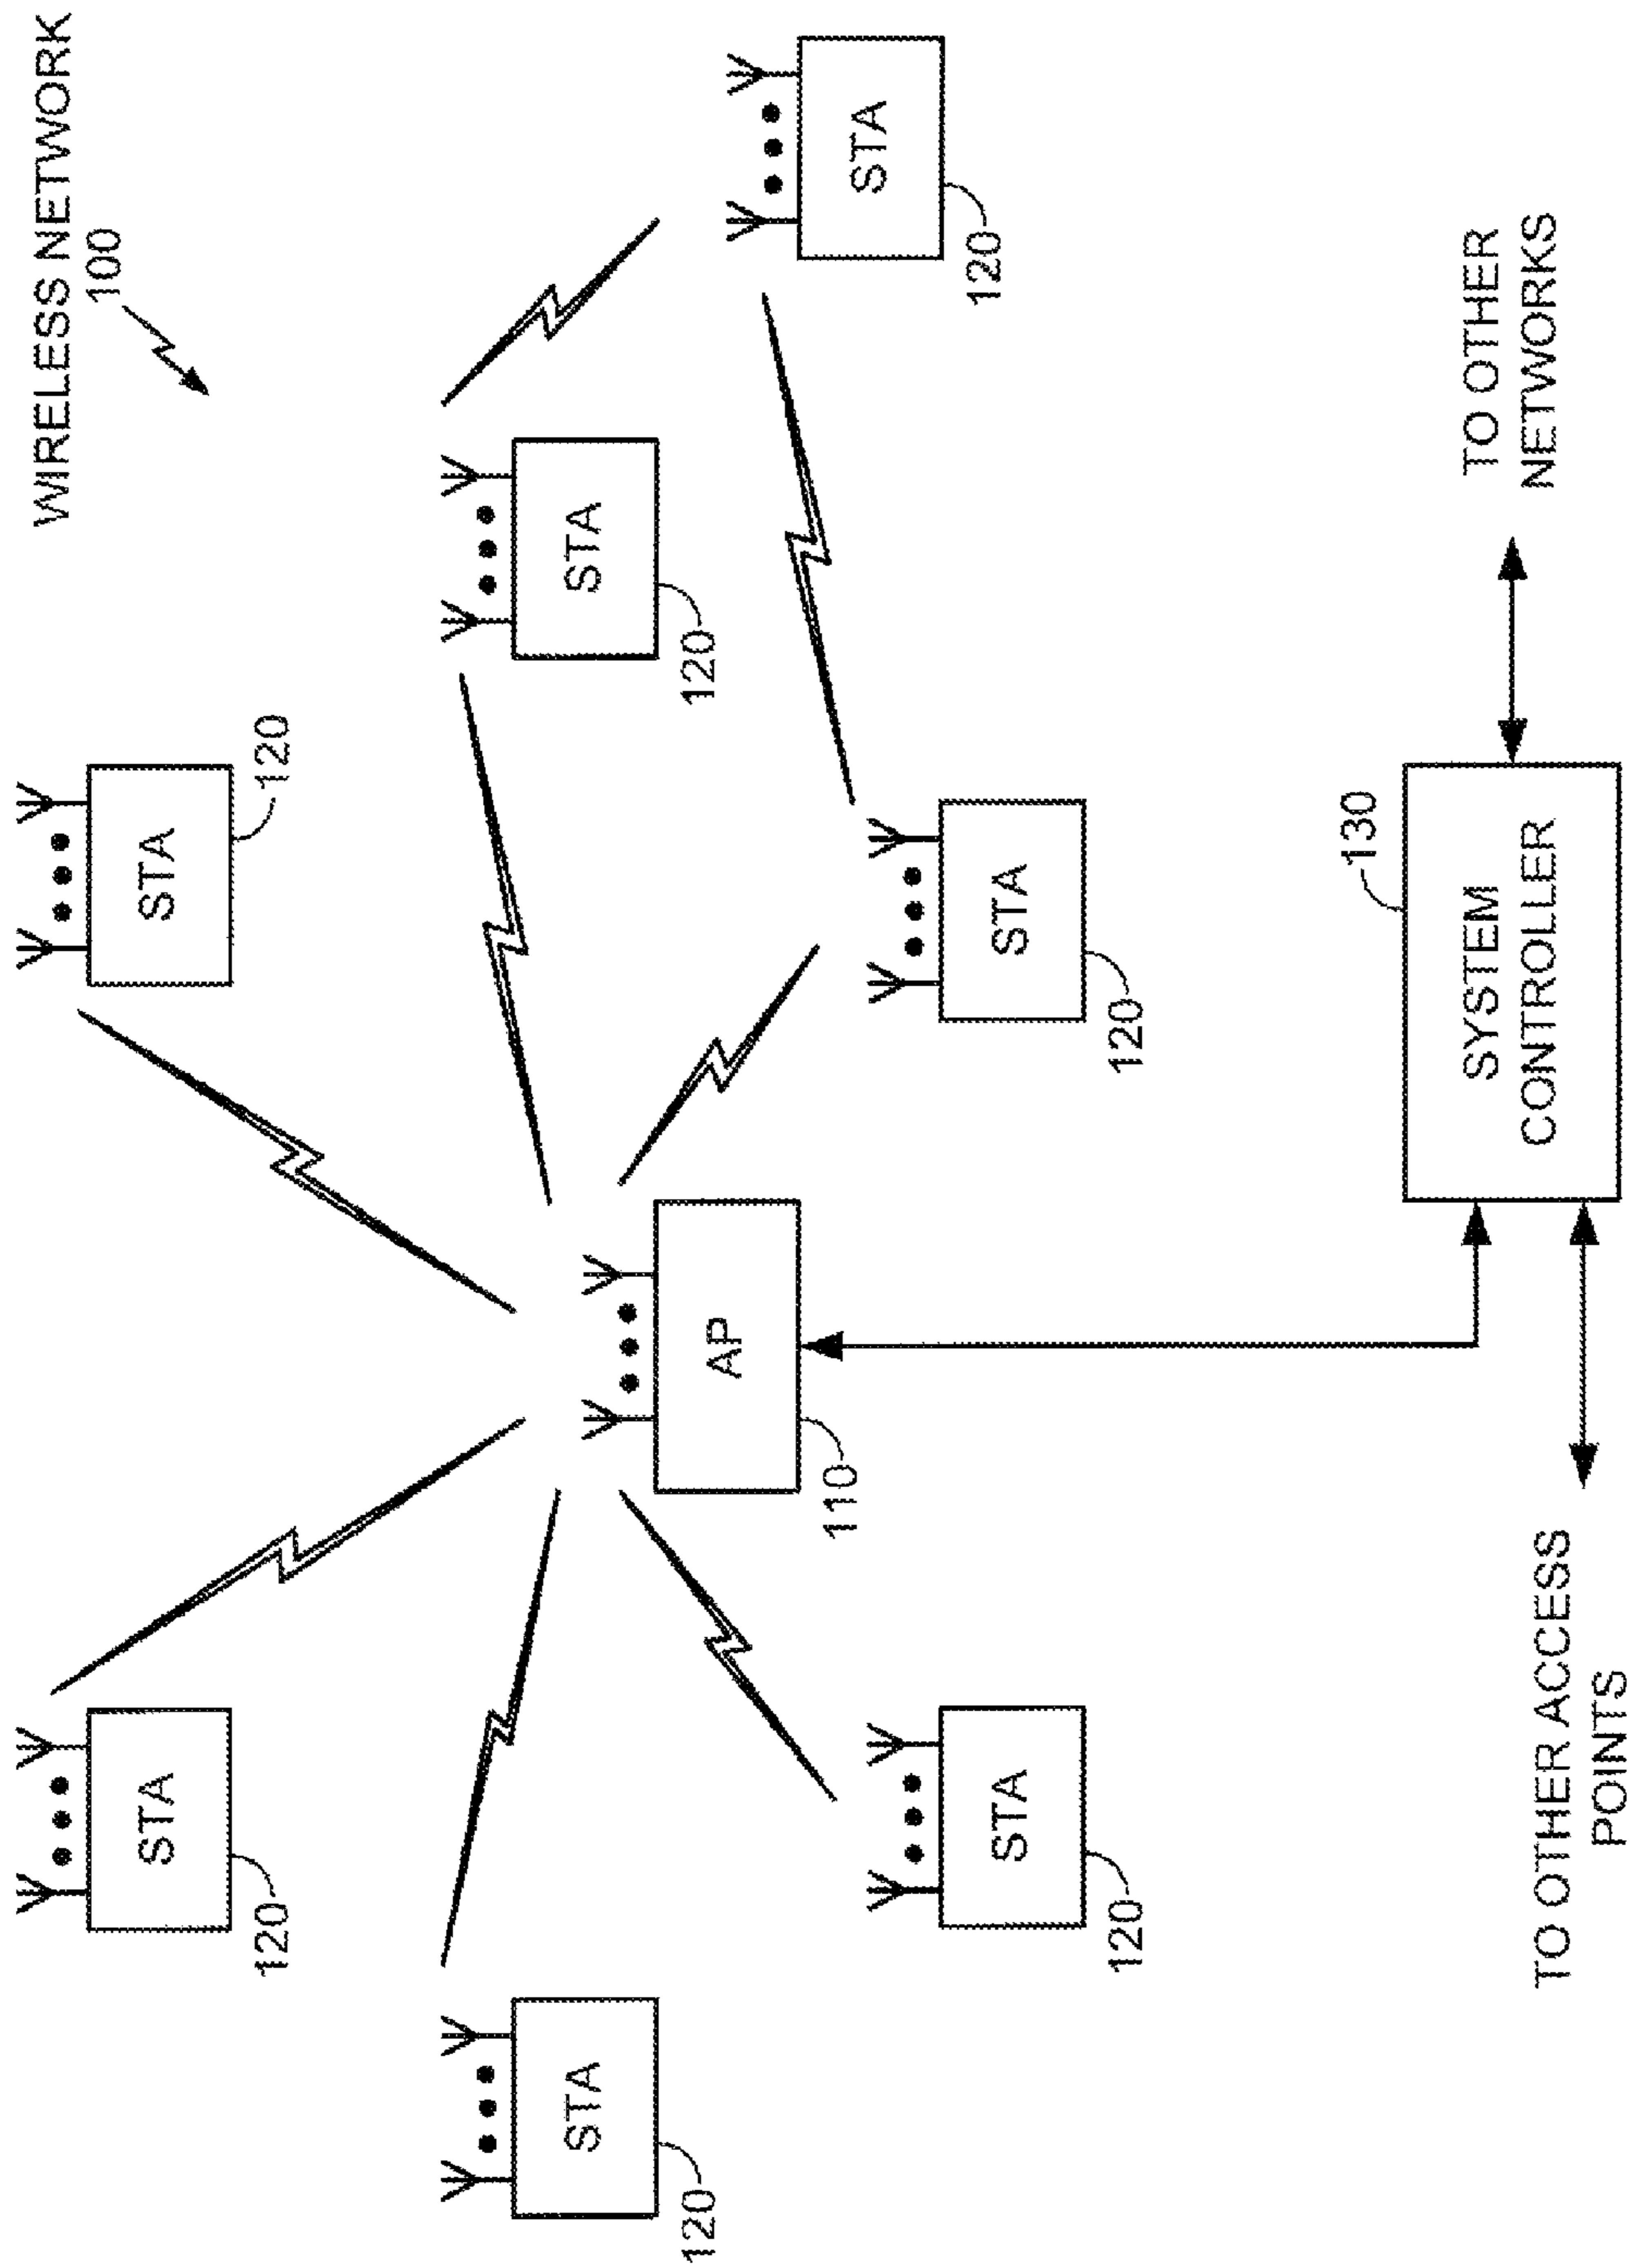 WIRELESS NETWORK
100
STA
120
STA
120
STA
120
STA
120
AP
110
STA
120
STA
120
STA
120
130
SYSTEM
CONTROLLER
TO OTHER
NETWORKS
TO OTHER ACCESS
POINTS